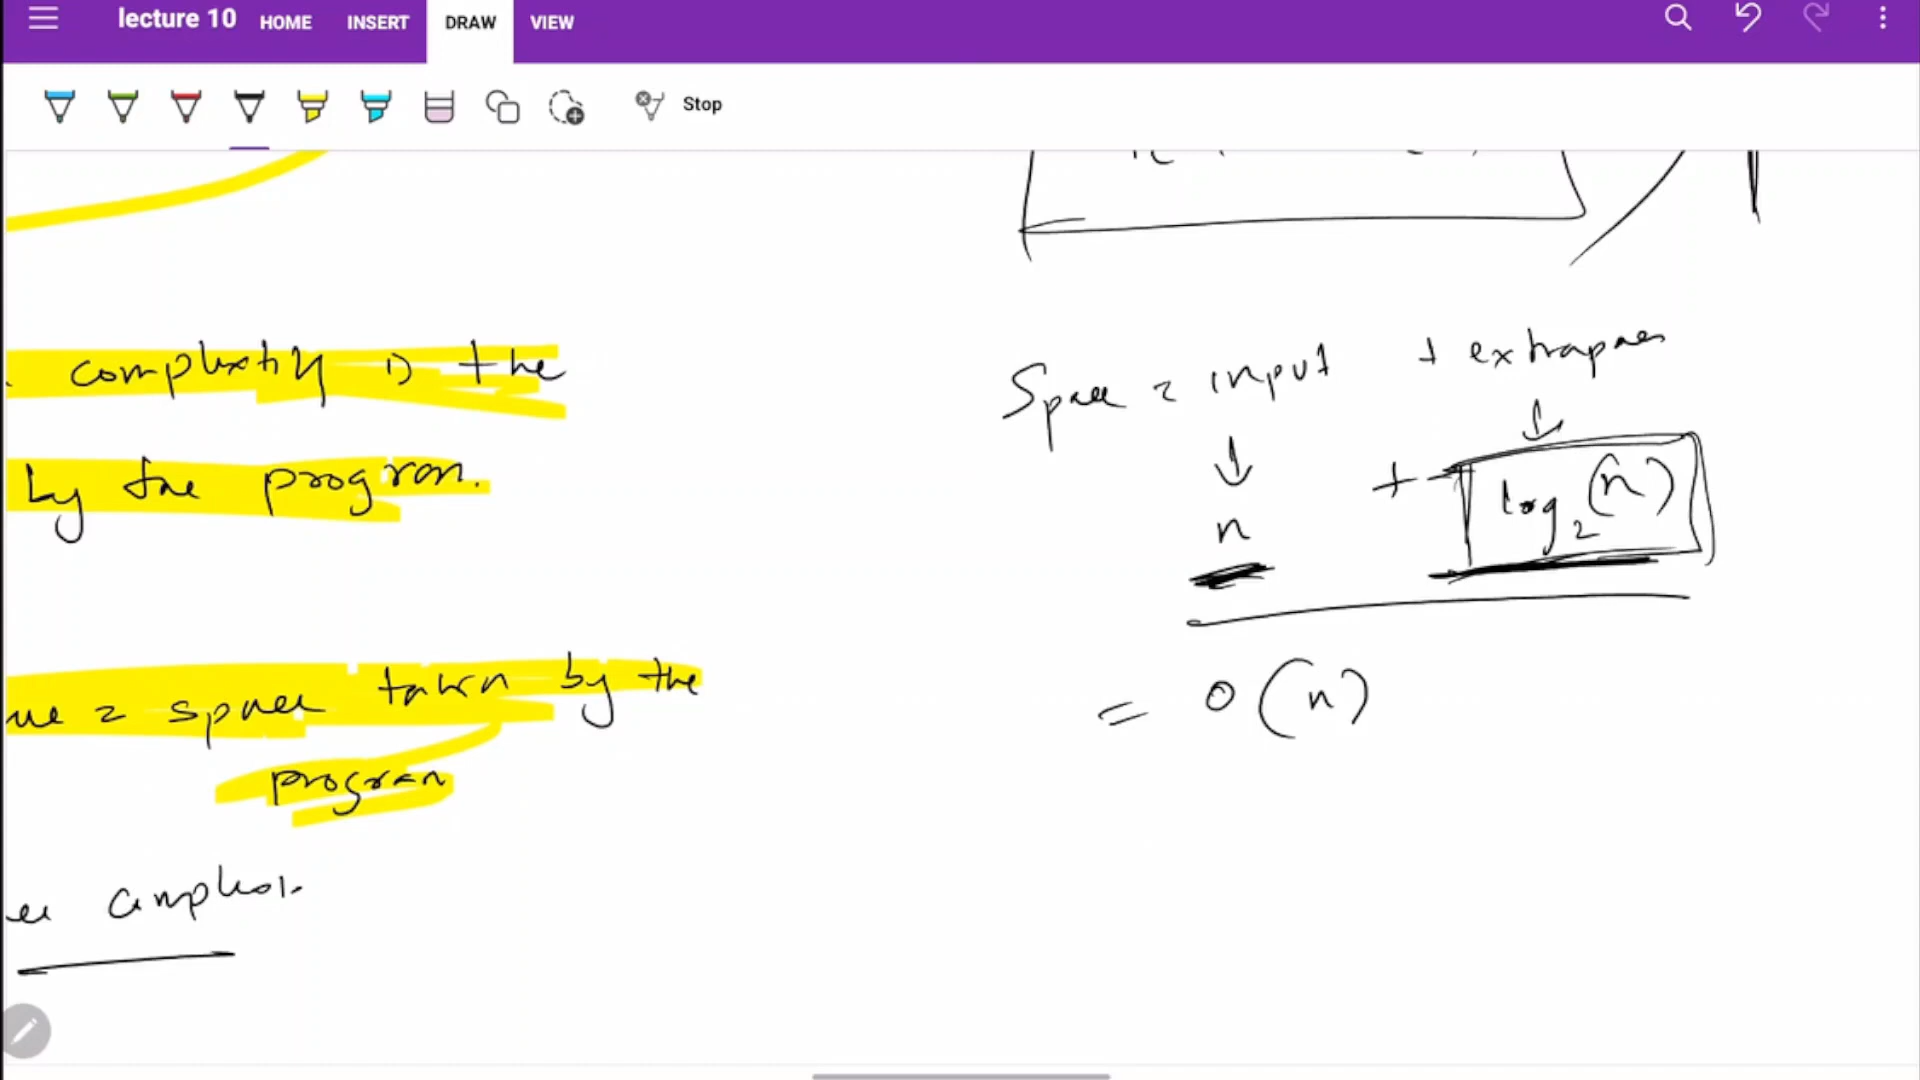 lecture 10 HOME INSERT DRAW VIEW
Stop
complexity is the
by the program.
space taken by the
program
Space = input + extra
↓ ↓
n + log₂(n)
= O(n)